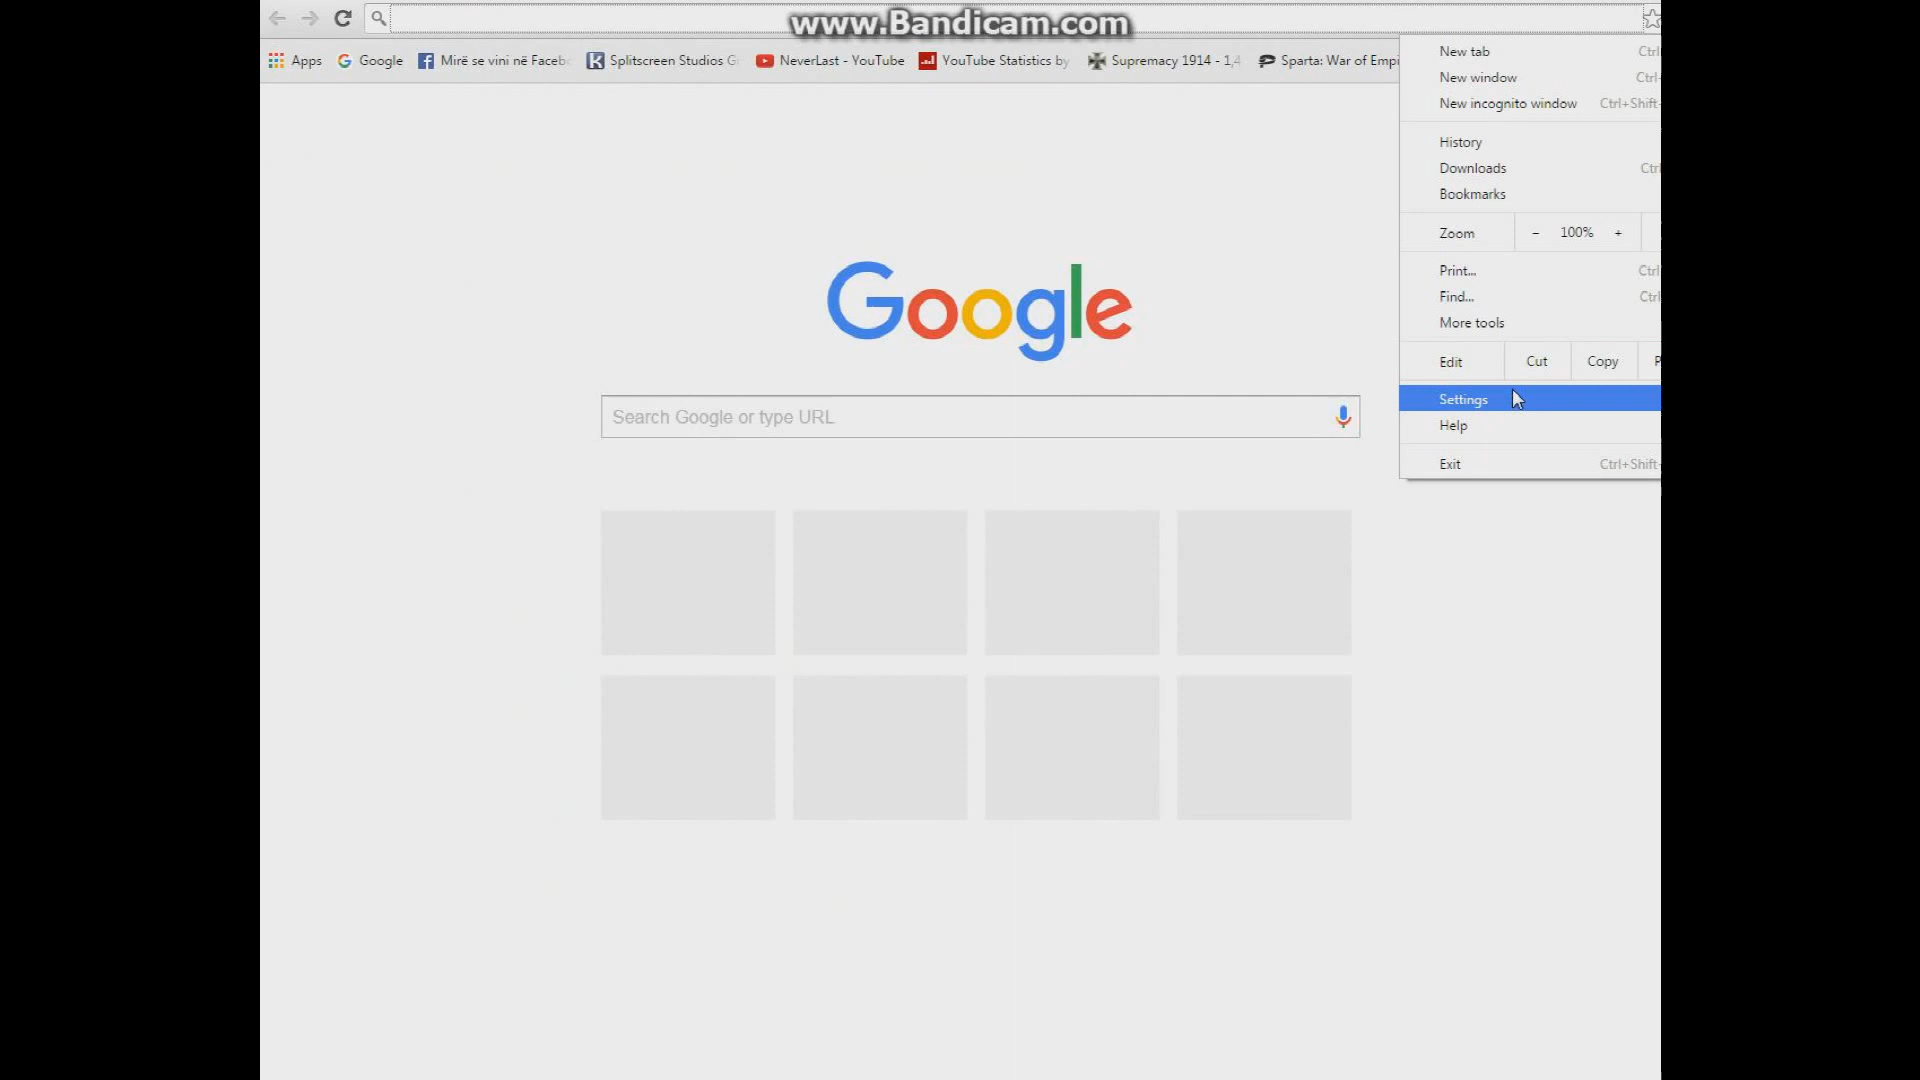 www.Bandicam.com
Apps Google Mirë se vini në Faceb Splitscreen Studios G NeverLast - YouTube YouTube Statistics by Supremacy 1914 - 1,4 Sparta: War of Empi
New tab Ctrl
New window Ctrl
New incognito window Ctrl+Shift
History
Downloads Ctrl
Bookmarks
Zoom − 100% +
Print... Ctrl
Find... Ctrl
More tools
Edit Cut Copy P
Settings
Help
Exit Ctrl+Shift
Google
Search Google or type URL